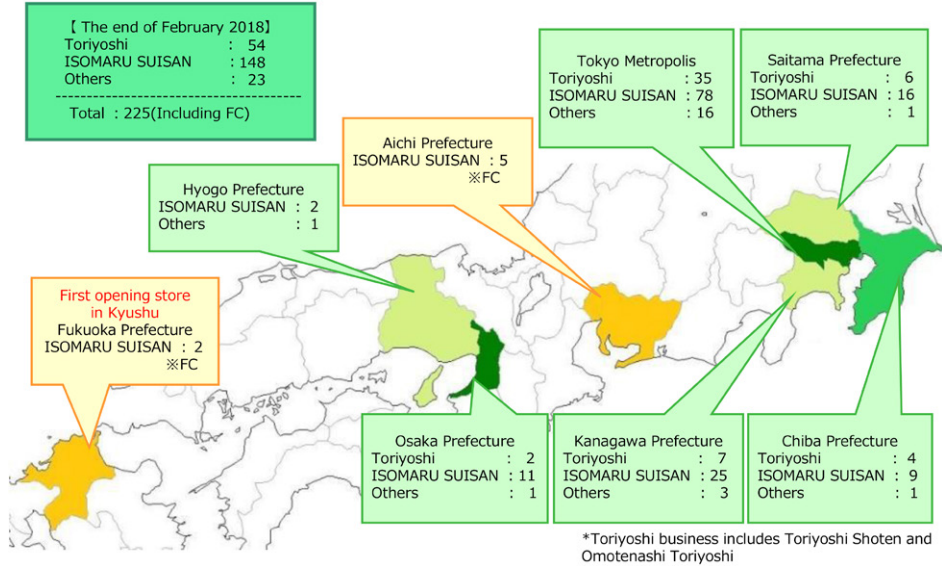 【 The end of February 2018】
Toriyoshi : 54
ISOMARU SUISAN : 148
Others : 23
Total : 225(Including FC)
Tokyo Metropolis
Toriyoshi : 35
ISOMARU SUISAN : 78
Others : 16
Saitama Prefecture
Toriyoshi : 6
ISOMARU SUISAN : 16
Others : 1
Aichi Prefecture
ISOMARU SUISAN : 5
※FC
Hyogo Prefecture
ISOMARU SUISAN : 2
Others : 1
First opening store
in Kyushu
Fukuoka Prefecture
ISOMARU SUISAN : 2
※FC
Osaka Prefecture
Toriyoshi : 2
ISOMARU SUISAN : 11
Others : 1
Kanagawa Prefecture
Toriyoshi : 7
ISOMARU SUISAN : 25
Others : 3
Chiba Prefecture
Toriyoshi : 4
ISOMARU SUISAN : 9
Others : 1
*Toriyoshi business includes Toriyoshi Shoten and
Omotenashi Toriyoshi